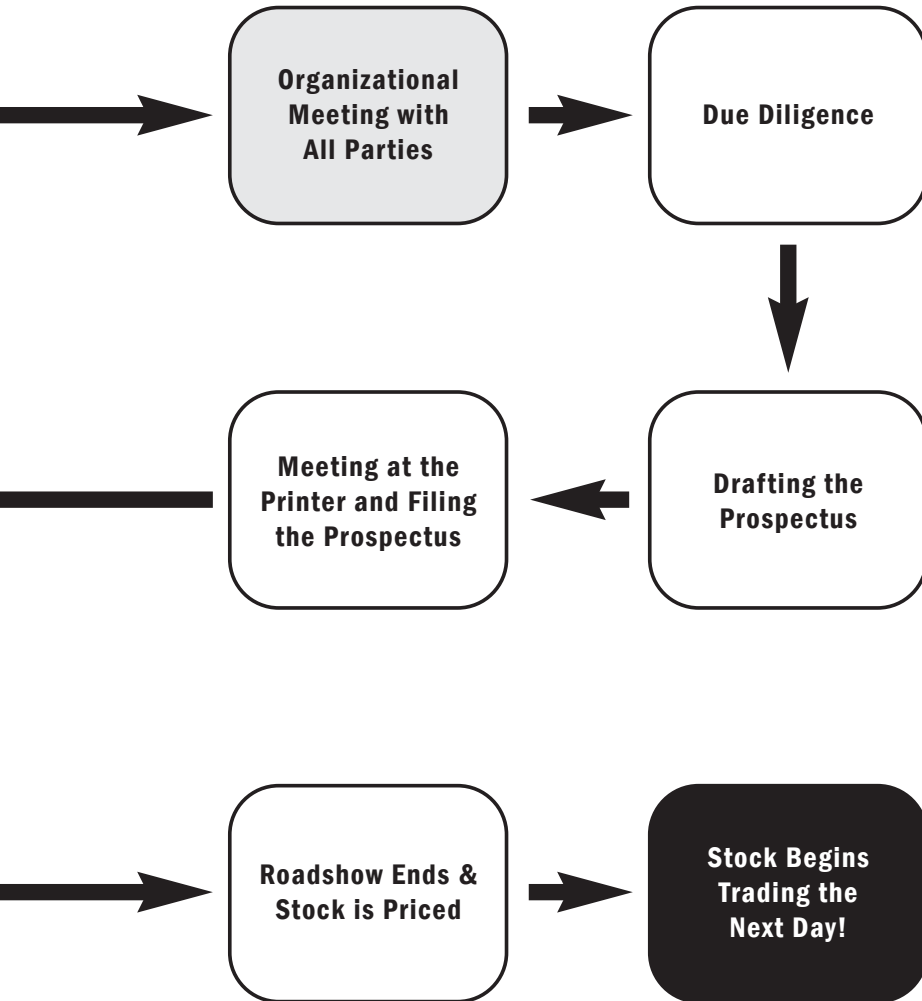 Organizational
Meeting with
All Parties
Due Diligence
Meeting at the
Printer and Filing
the Prospectus
Drafting the
Prospectus
Roadshow Ends &
Stock is Priced
Stock Begins
Trading the
Next Day!